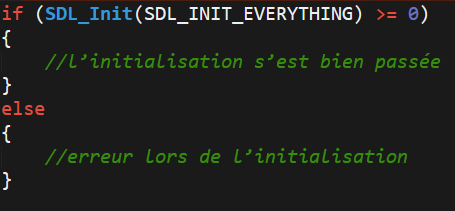 if (SDL_Init(SDL_INIT_EVERYTHING) >= 0)
{
    //l’initialisation s’est bien passée
}
else
{
    //erreur lors de l’initialisation
}